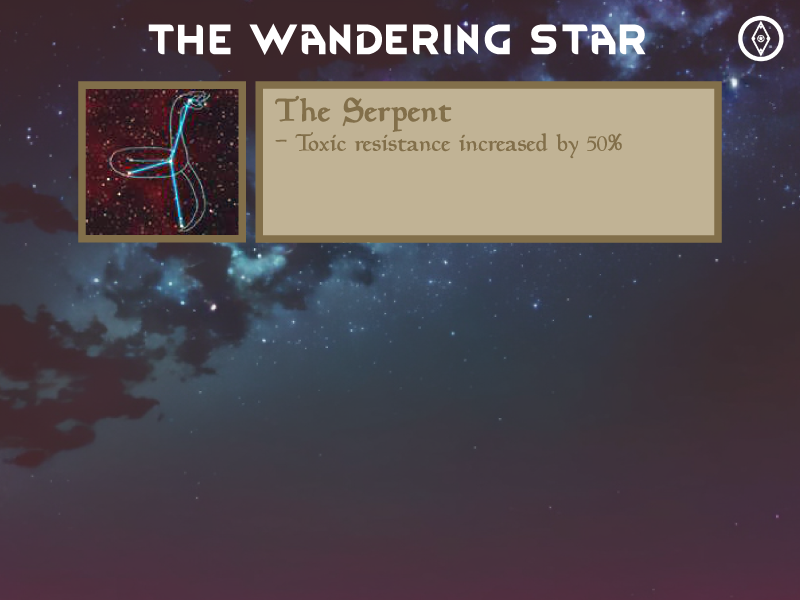 THE WANDERING STAR
The Serpent
- Toxic resistance increased by 50%